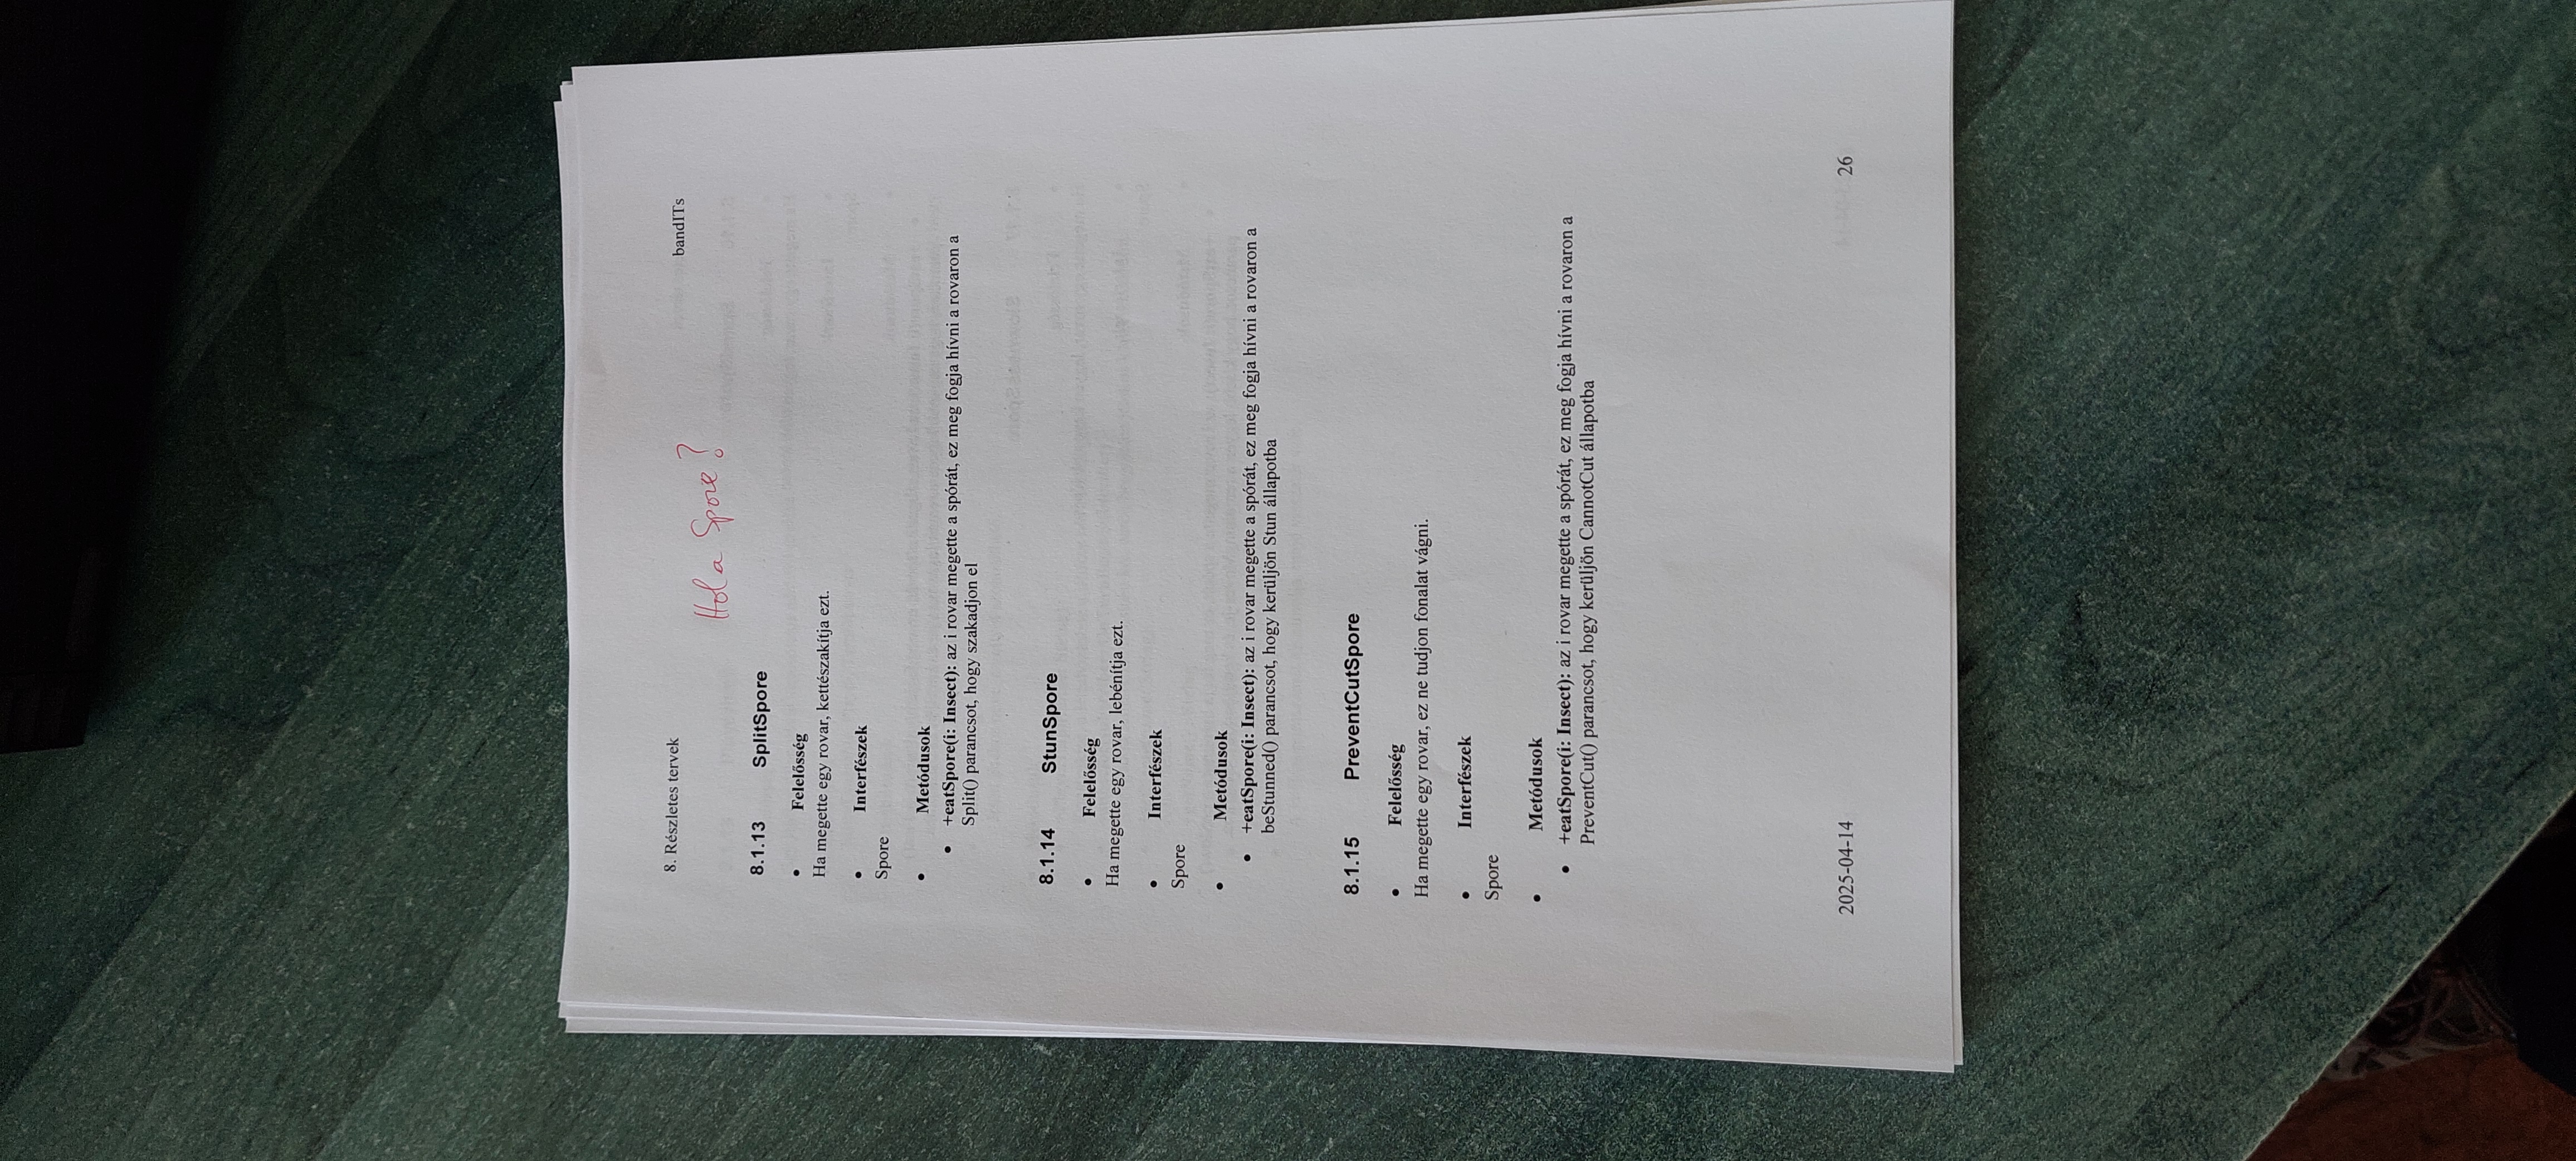 8. Részletes tervek bandITs
Hol a Spore?
8.1.13 SplitSpore
• Felelősség
Ha megette egy rovar, kettészakítja ezt.
• Interfészek
Spore
• Metódusok
• +eatSpore(i: Insect): az i rovar megette a spórát, ez meg fogja hívni a rovaron a
Split() parancsot, hogy szakadjon el
8.1.14 StunSpore
• Felelősség
Ha megette egy rovar, lebénítja ezt.
• Interfészek
Spore
• Metódusok
• +eatSpore(i: Insect): az i rovar megette a spórát, ez meg fogja hívni a rovaron a
beStunned() parancsot, hogy kerüljön Stun állapotba
8.1.15 PreventCutSpore
• Felelősség
Ha megette egy rovar, ez ne tudjon fonalat vágni.
• Interfészek
Spore
• Metódusok
• +eatSpore(i: Insect): az i rovar megette a spórát, ez meg fogja hívni a rovaron a
PreventCut() parancsot, hogy kerüljön CannotCut állapotba
2025-04-14 26